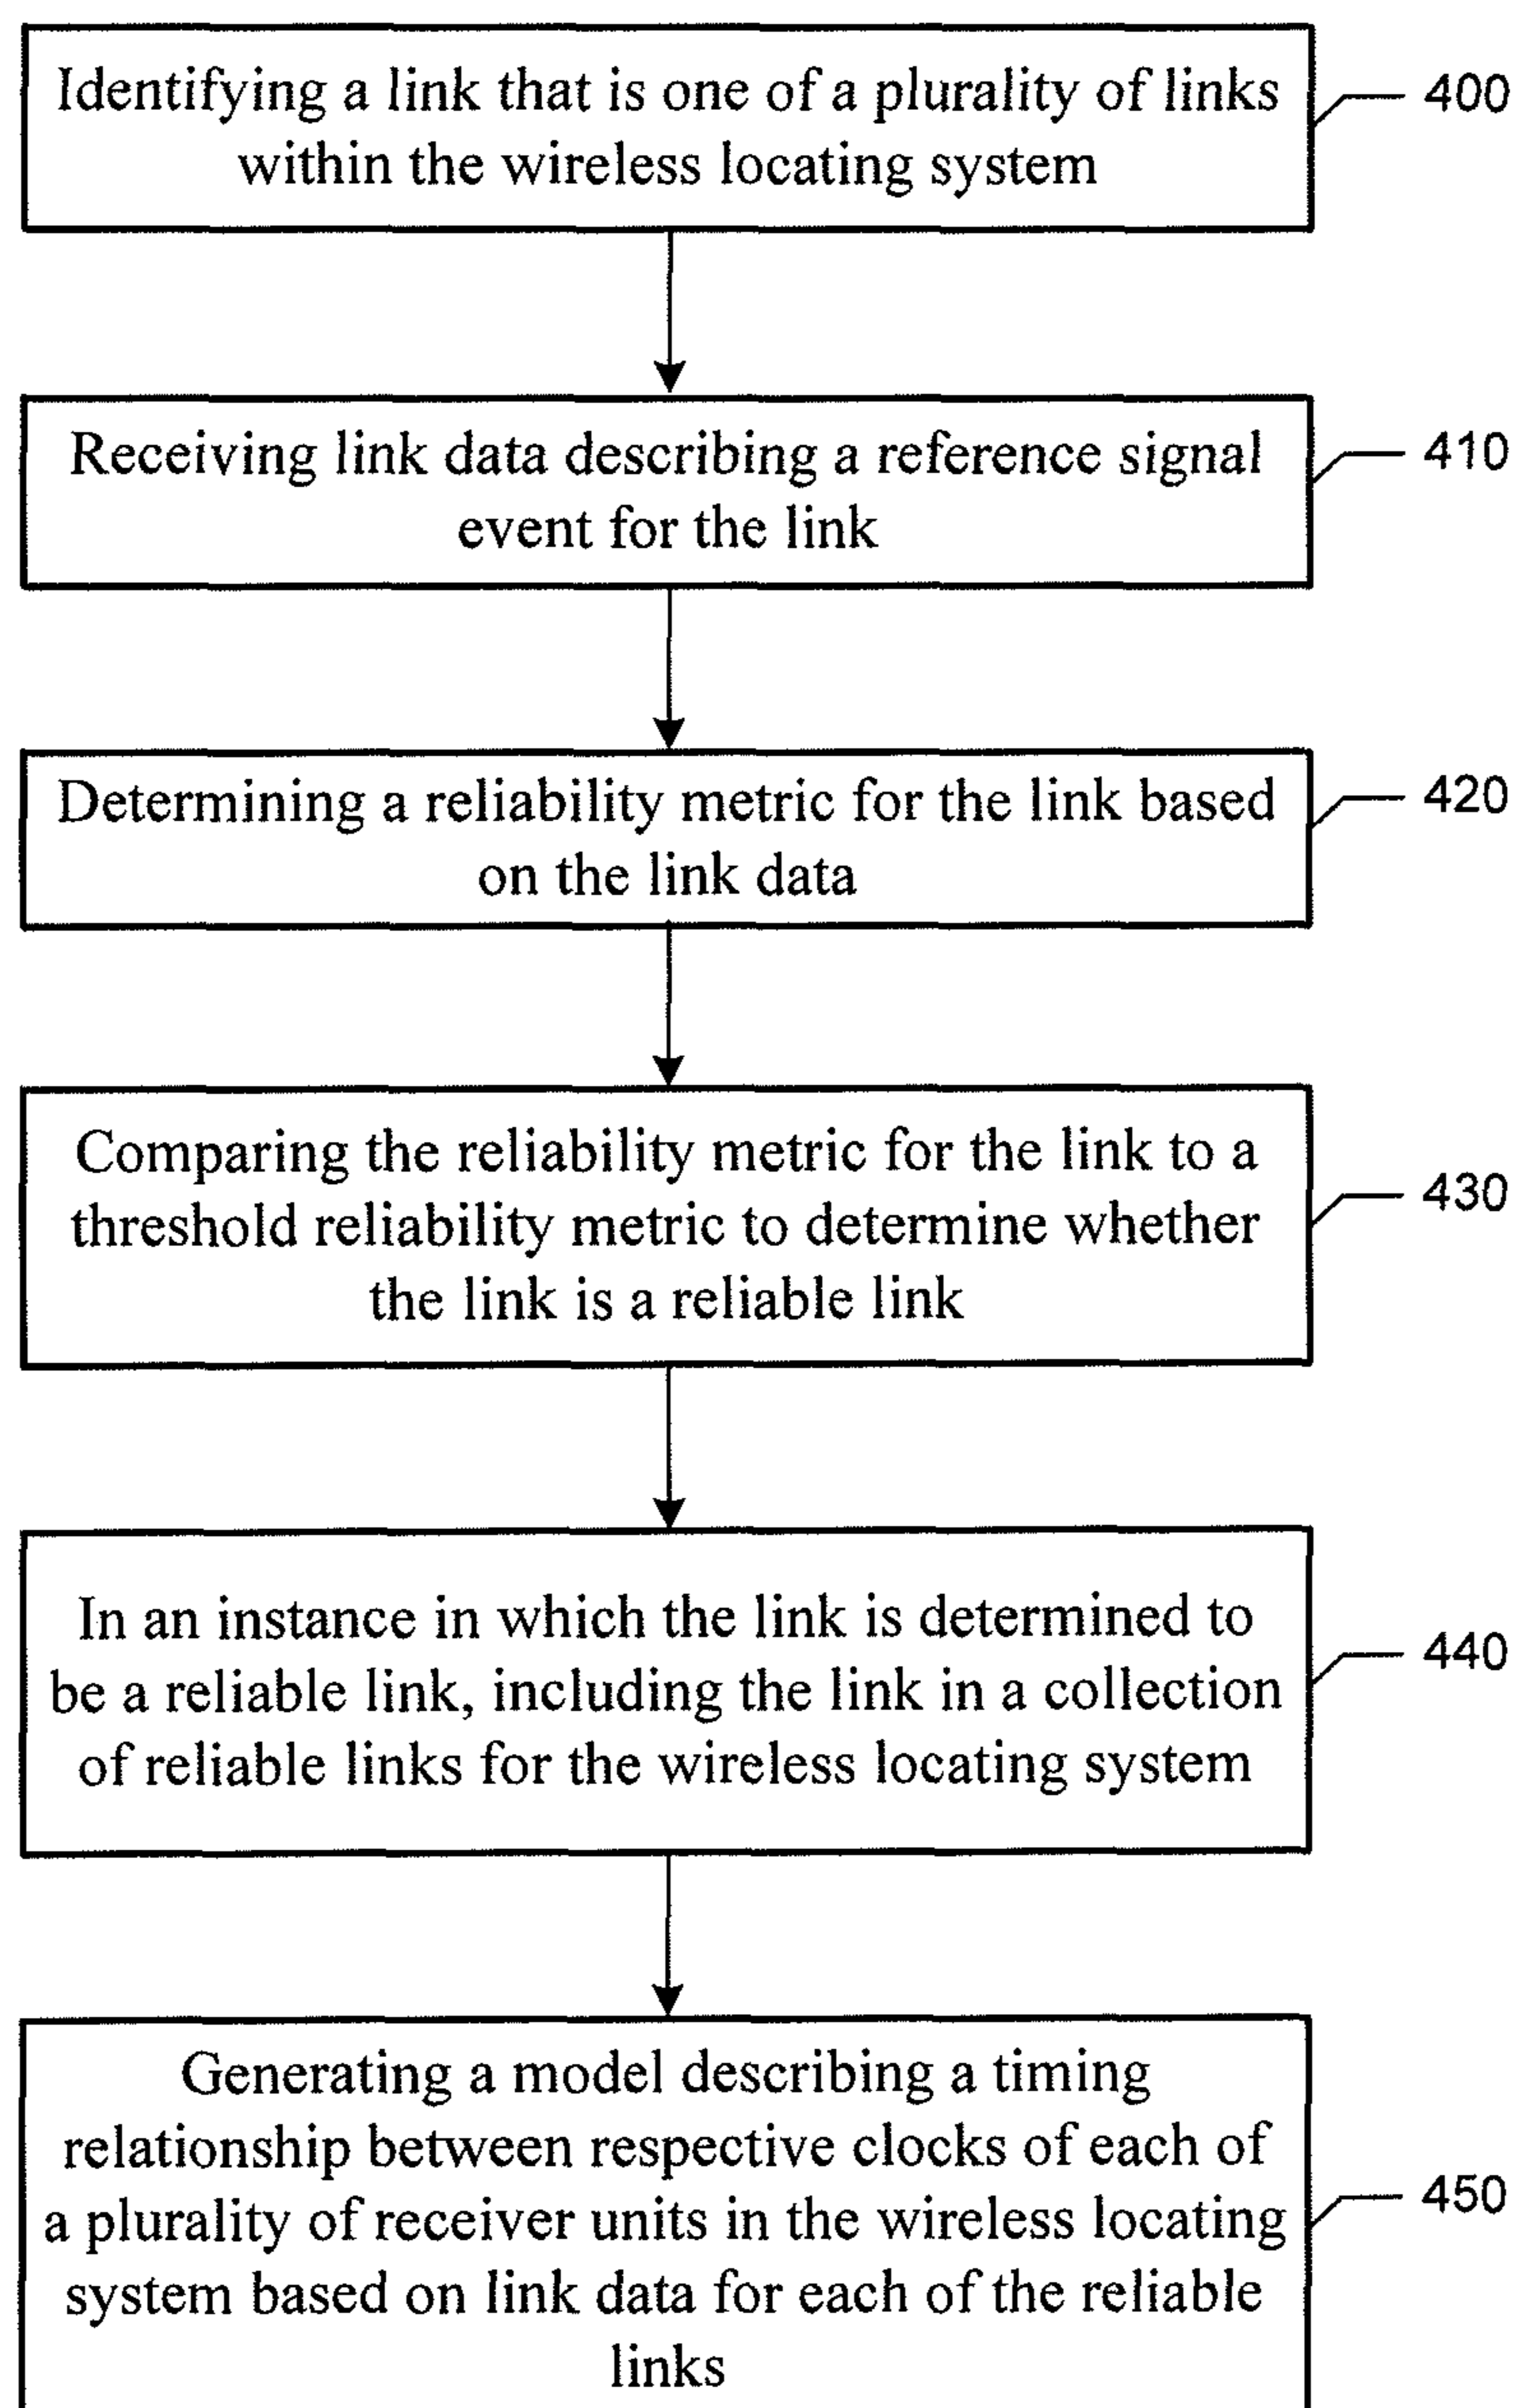 Identifying a link that is one of a plurality of links
within the wireless locating system
400
Receiving link data describing a reference signal
event for the link
410
Determining a reliability metric for the link based
on the link data
420
Comparing the reliability metric for the link to a
threshold reliability metric to determine whether
the link is a reliable link
430
In an instance in which the link is determined to
be a reliable link, including the link in a collection
of reliable links for the wireless locating system
440
Generating a model describing a timing
relationship between respective clocks of each of
a plurality of receiver units in the wireless locating
system based on link data for each of the reliable
links
450